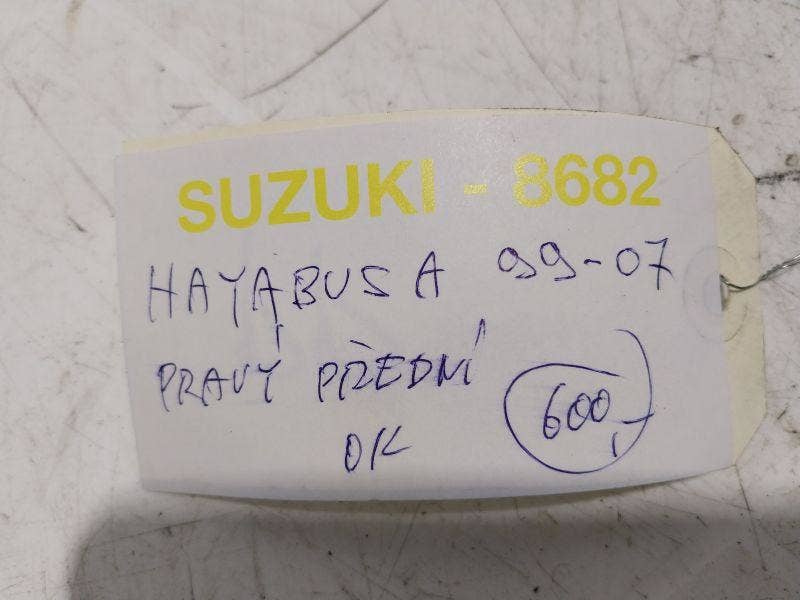 SUZUKI - 8682
HAYABUSA 99-07
PRAVÝ PŘEDNÍ
OK
600,-